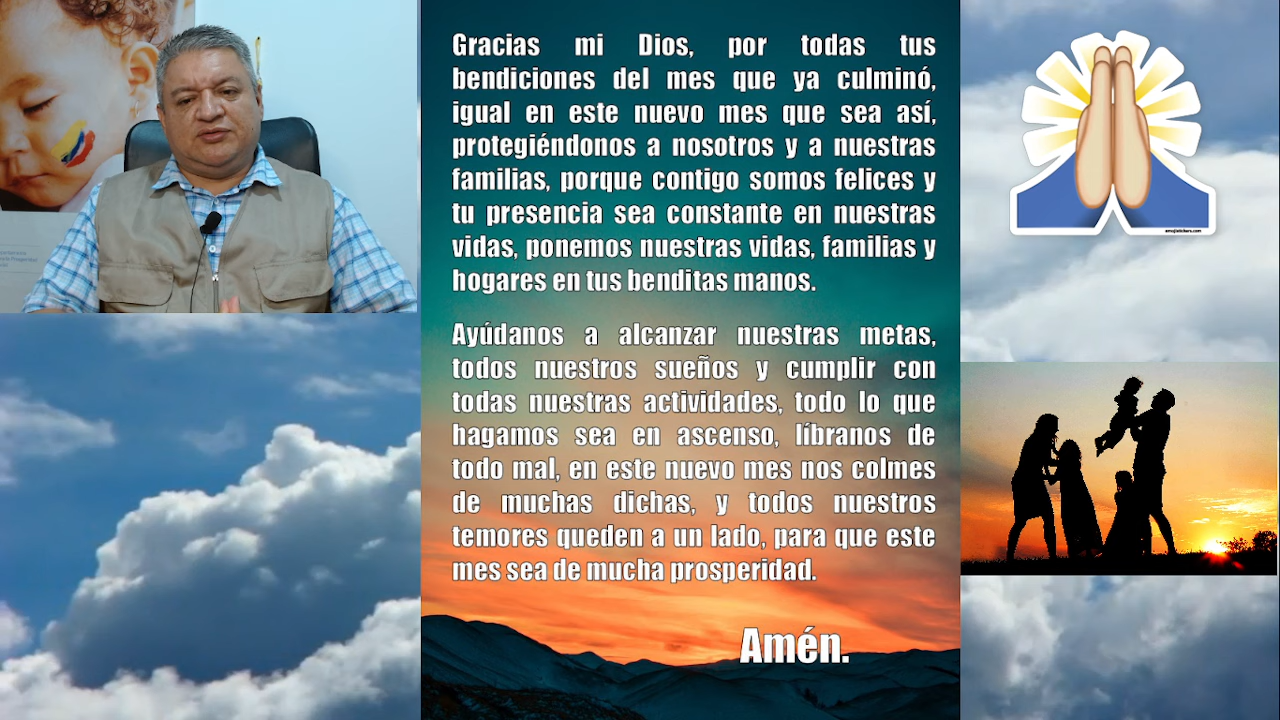 Gracias mi Dios, por todas tus
bendiciones del mes que ya culminó,
igual en este nuevo mes que sea así,
protegiéndonos a nosotros y a nuestras
familias, porque contigo somos felices y
tu presencia sea constante en nuestras
vidas, ponemos nuestras vidas, familias y
hogares en tus benditas manos.
Ayúdanos a alcanzar nuestras metas,
todos nuestros sueños y cumplir con
todas nuestras actividades, todo lo que
hagamos sea en ascenso, líbranos de
todo mal, en este nuevo mes nos colmes
de muchas dichas, y todos nuestros
temores queden a un lado, para que este
mes sea de mucha prosperidad.
Amén.